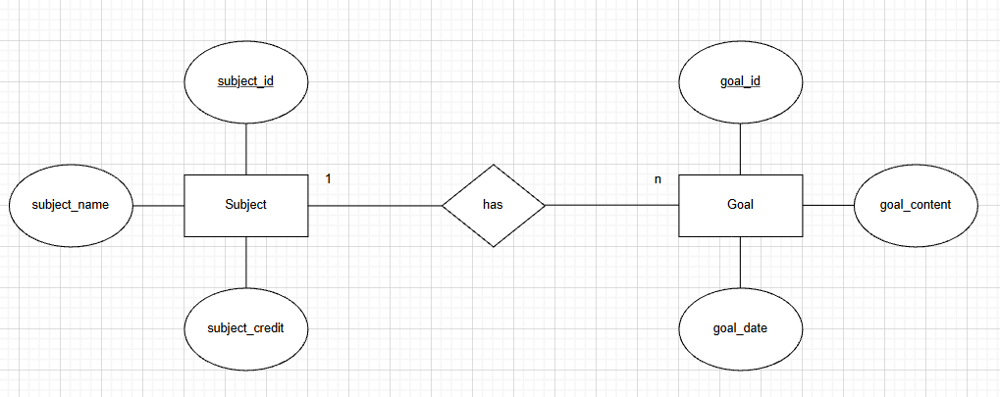 subject_id
goal_id
1
n
subject_name
Subject
has
Goal
goal_content
subject_credit
goal_date